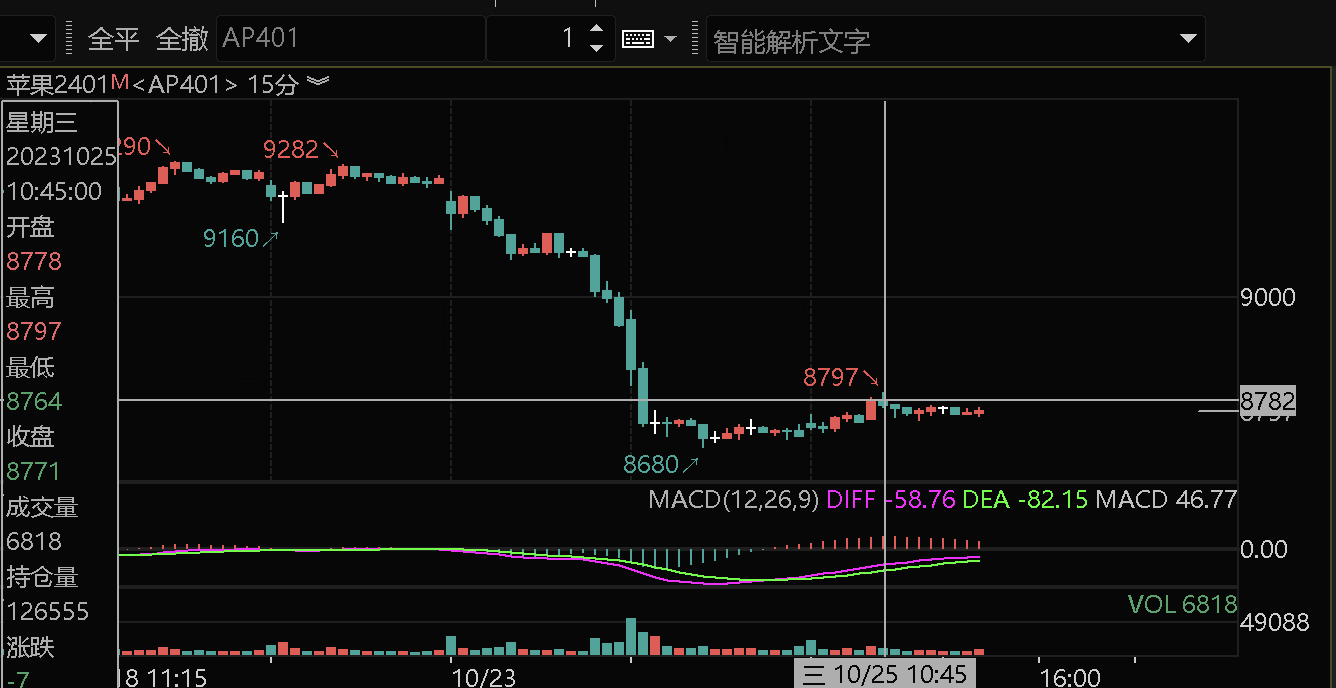 全平 全撤 AP401 1 智能解析文字
苹果2401M<AP401> 15分
星期三
20231025
10:45:00
开盘
8778
最高
8797
最低
8764
收盘
8771
成交量
6818
持仓量
126555
涨跌
-7
290↘
9282↘
9160↗
8797↘
8680↗
9000
8782
MACD(12,26,9) DIFF -58.76 DEA -82.15 MACD 46.77
0.00
VOL 6818
49088
8 11:15 10/23 三 10/25 10:45 16:00